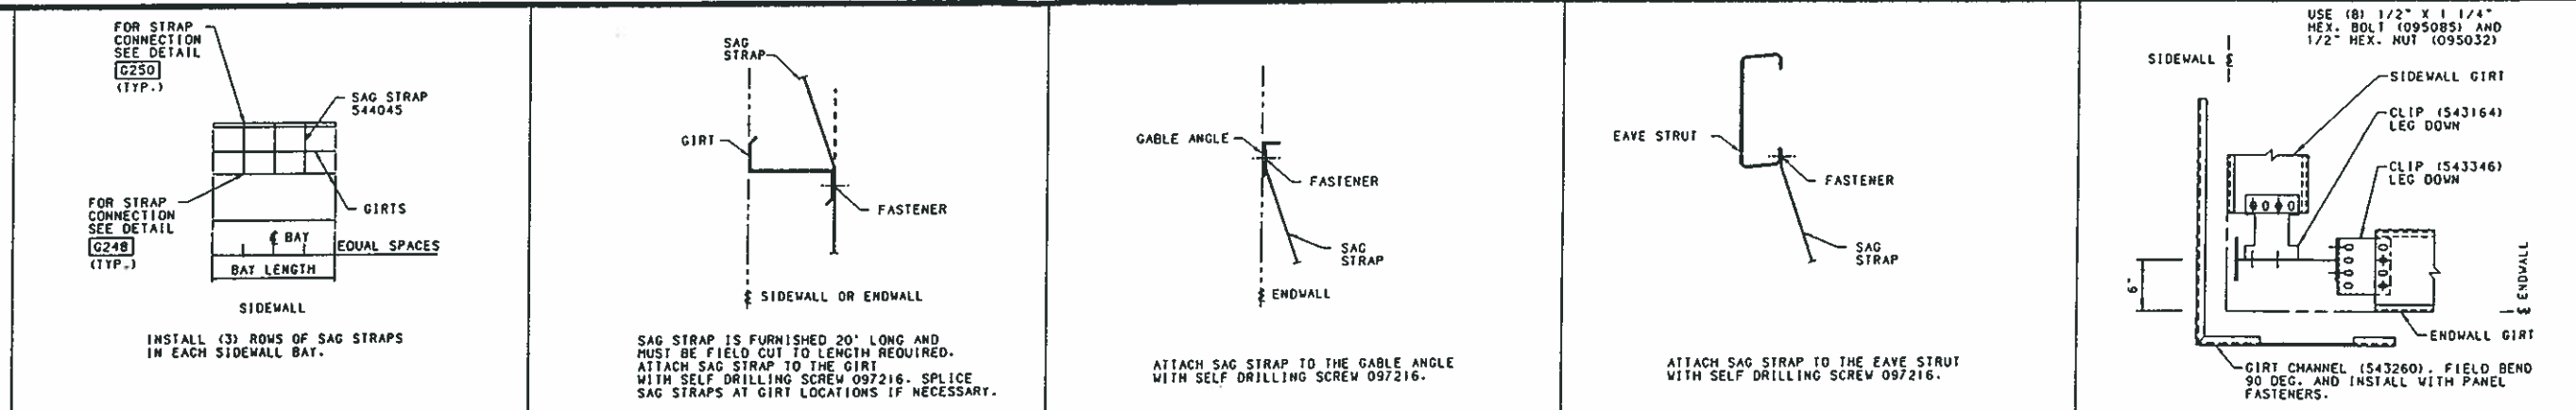 FOR STRAP
CONNECTION
SEE DETAIL
G250
(TYP.)
SAG STRAP
544045
FOR STRAP
CONNECTION
SEE DETAIL
G248
(TYP.)
GIRTS
℄ BAY
EQUAL SPACES
BAY LENGTH
SIDEWALL
INSTALL (3) ROWS OF SAG STRAPS
IN EACH SIDEWALL BAY.
SAG
STRAP
GIRT
FASTENER
℄ SIDEWALL OR ENDWALL
SAG STRAP IS FURNISHED 20' LONG AND
MUST BE FIELD CUT TO LENGTH REQUIRED.
ATTACH SAG STRAP TO THE GIRT
WITH SELF DRILLING SCREW 097216. SPLICE
SAG STRAPS AT GIRT LOCATIONS IF NECESSARY.
GABLE ANGLE
FASTENER
SAG
STRAP
℄ ENDWALL
ATTACH SAG STRAP TO THE GABLE ANGLE
WITH SELF DRILLING SCREW 097216.
EAVE STRUT
FASTENER
SAG
STRAP
ATTACH SAG STRAP TO THE EAVE STRUT
WITH SELF DRILLING SCREW 097216.
USE (8) 1/2" X 1 1/4"
HEX. BOLT (095085) AND
1/2" HEX. NUT (095032)
SIDEWALL ℄
SIDEWALL GIRT
CLIP (543164)
LEG DOWN
CLIP (543346)
LEG DOWN
6"
℄ ENDWALL
ENDWALL GIRT
GIRT CHANNEL (543260). FIELD BEND
90 DEG. AND INSTALL WITH PANEL
FASTENERS.